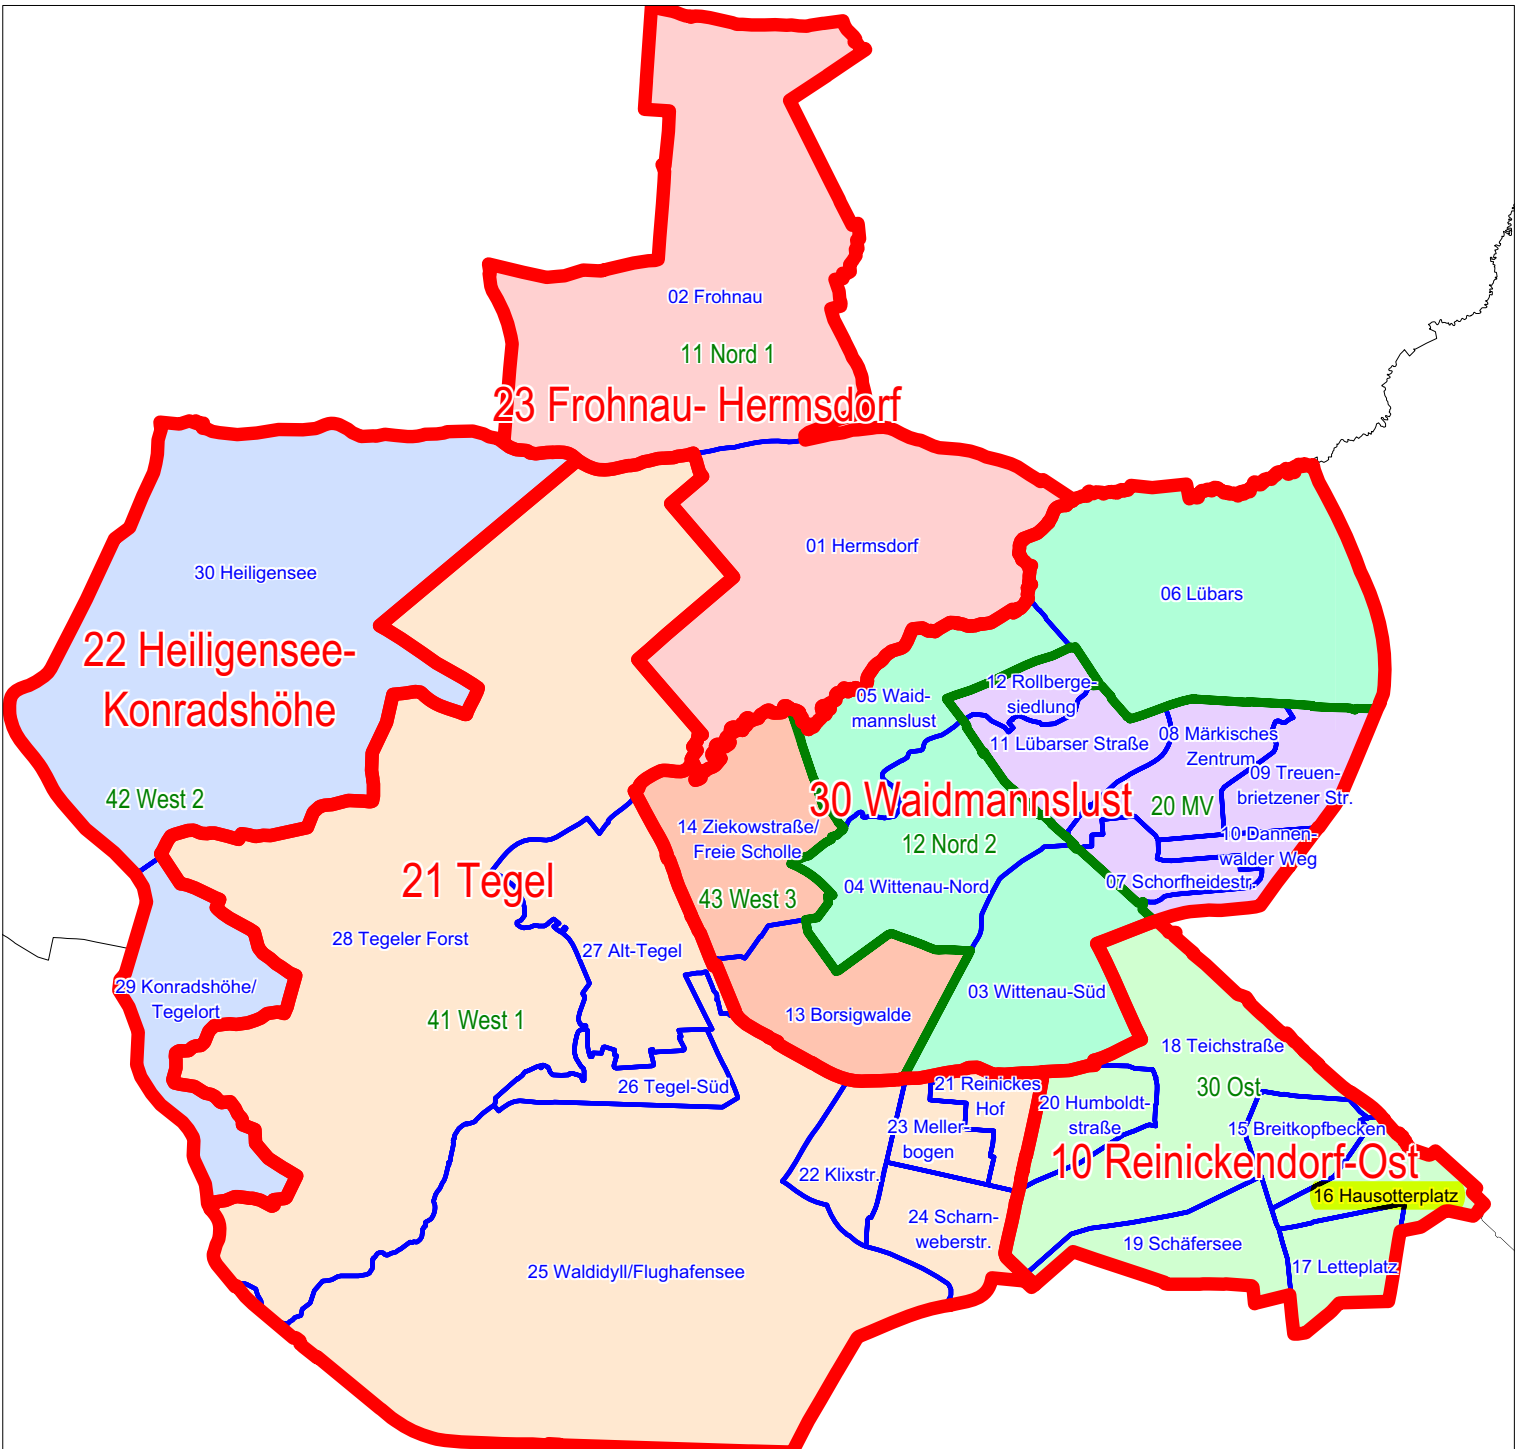 02 Frohnau
11 Nord 1
23 Frohnau- Hermsdorf
01 Hermsdorf
30 Heiligensee
06 Lübars
22 Heiligensee-
Konradshöhe
12 Rollberge-
siedlung
05 Waid-
mannslust
11 Lübarser Straße
08 Märkisches
Zentrum
09 Treuen-
brietzener Str.
42 West 2
30 Waidmannslust
20 MV
14 Ziekowstraße/
Freie Scholle
12 Nord 2
10 Dannen-
walder Weg
21 Tegel
43 West 3
04 Wittenau-Nord
07 Schorfheidestr.
28 Tegeler Forst
27 Alt-Tegel
29 Konradshöhe/
Tegelort
03 Wittenau-Süd
41 West 1
13 Borsigwalde
18 Teichstraße
26 Tegel-Süd
21 Reinickes
Hof
30 Ost
20 Humboldt-
straße
23 Meller-
bogen
15 Breitkopfbecken
10 Reinickendorf-Ost
22 Klixstr.
16 Hausotterplatz
24 Scharn-
weberstr.
19 Schäfersee
25 Waldidyll/Flughafensee
17 Letteplatz